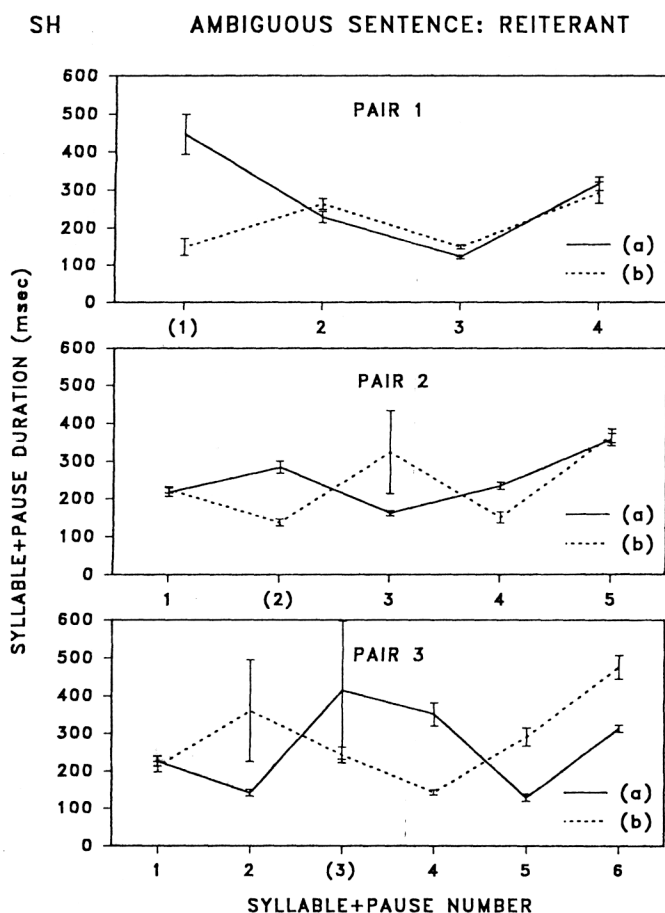 SH AMBIGUOUS SENTENCE: REITERANT
SYLLABLE+PAUSE DURATION (msec)
PAIR 1
600
500
400
300
200
100
0
(a)
(b)
(1) 2 3 4
PAIR 2
600
500
400
300
200
100
0
(a)
(b)
1 (2) 3 4 5
PAIR 3
600
500
400
300
200
100
0
(a)
(b)
1 2 (3) 4 5 6
SYLLABLE+PAUSE NUMBER